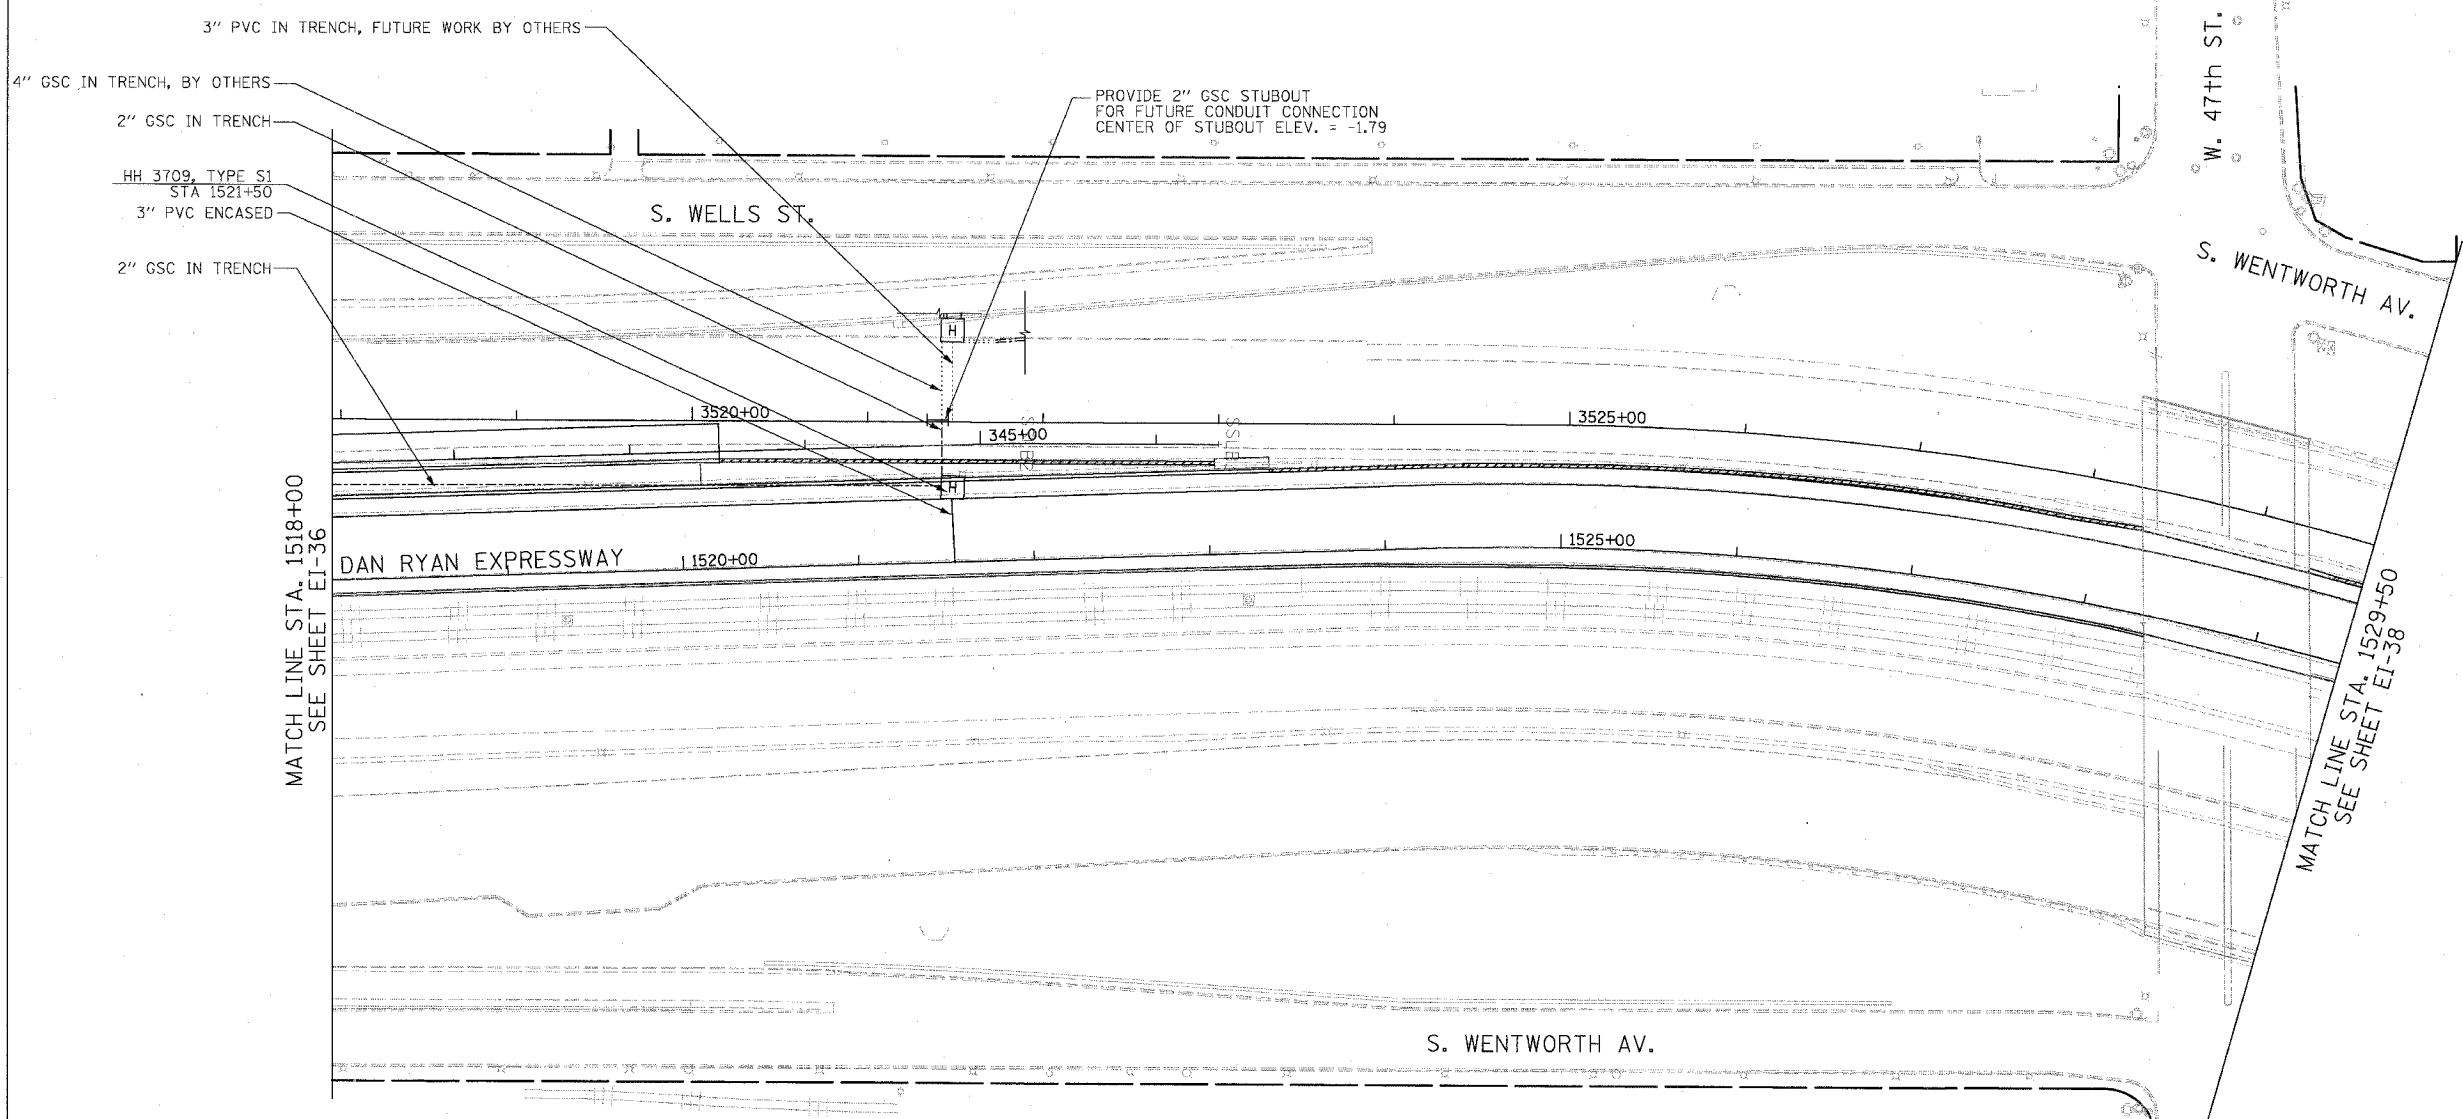 3" PVC IN TRENCH, FUTURE WORK BY OTHERS
4" GSC IN TRENCH, BY OTHERS
2" GSC IN TRENCH
HH 3709, TYPE S1
STA 1521+50
3" PVC ENCASED
2" GSC IN TRENCH
PROVIDE 2" GSC STUBOUT
FOR FUTURE CONDUIT CONNECTION
CENTER OF STUBOUT ELEV. = -1.79
W. 47th ST.
S. WELLS ST.
S. WENTWORTH AV.
H
3520+00
345+00
3525+00
H
MATCH LINE STA. 1518+00
SEE SHEET EI-36
DAN RYAN EXPRESSWAY
1520+00
1525+00
MATCH LINE STA. 1529+50
SEE SHEET EI-38
S. WENTWORTH AV.